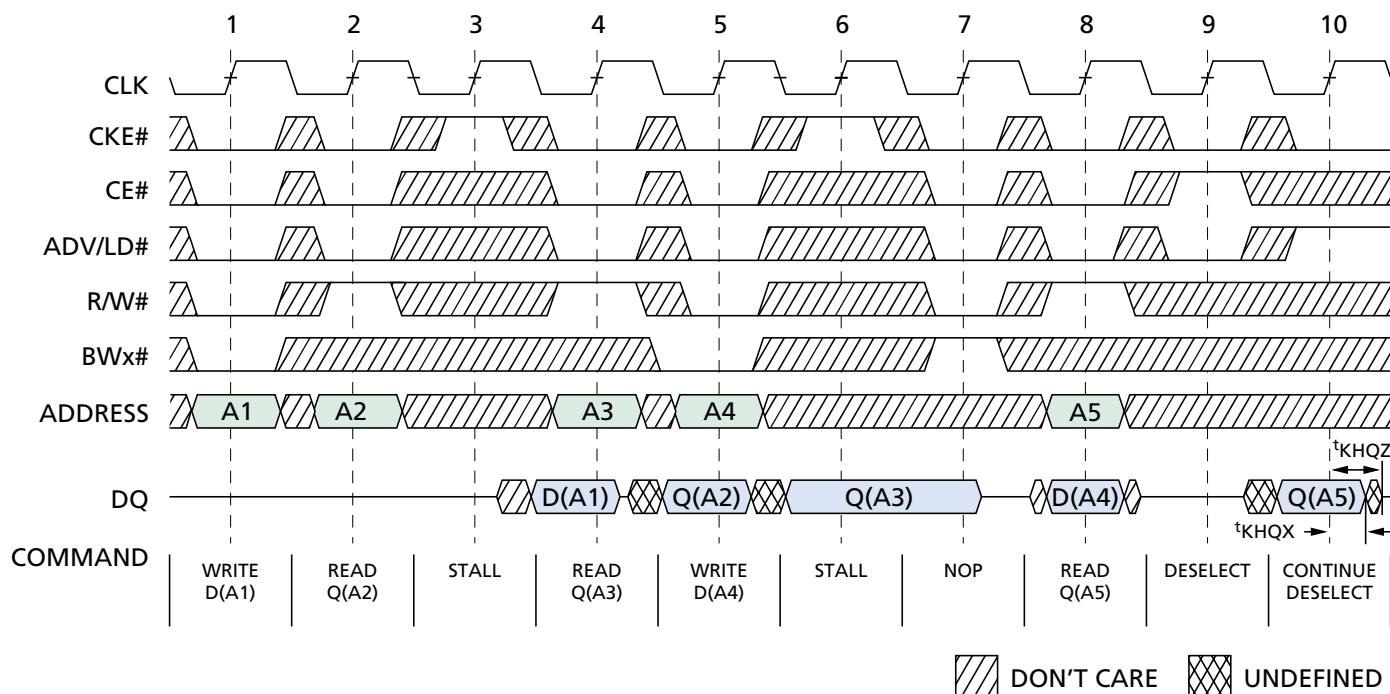 1 2 3 4 5 6 7 8 9 10
CLK
CKE#
CE#
ADV/LD#
R/W#
BWx#
ADDRESS A1 A2 A3 A4 A5
tKHQZ
DQ D(A1) Q(A2) Q(A3) D(A4) Q(A5)
tKHQX
COMMAND
WRITE READ STALL READ WRITE STALL NOP READ DESELECT CONTINUE
D(A1) Q(A2) Q(A3) D(A4) Q(A5) DESELECT
DON'T CARE UNDEFINED